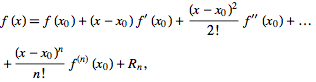 f (x) = f (x₀) + (x − x₀) f′ (x₀) + (x − x₀)² / 2! f″ (x₀) + …
+ (x − x₀)ⁿ / n! f⁽ⁿ⁾ (x₀) + Rₙ,